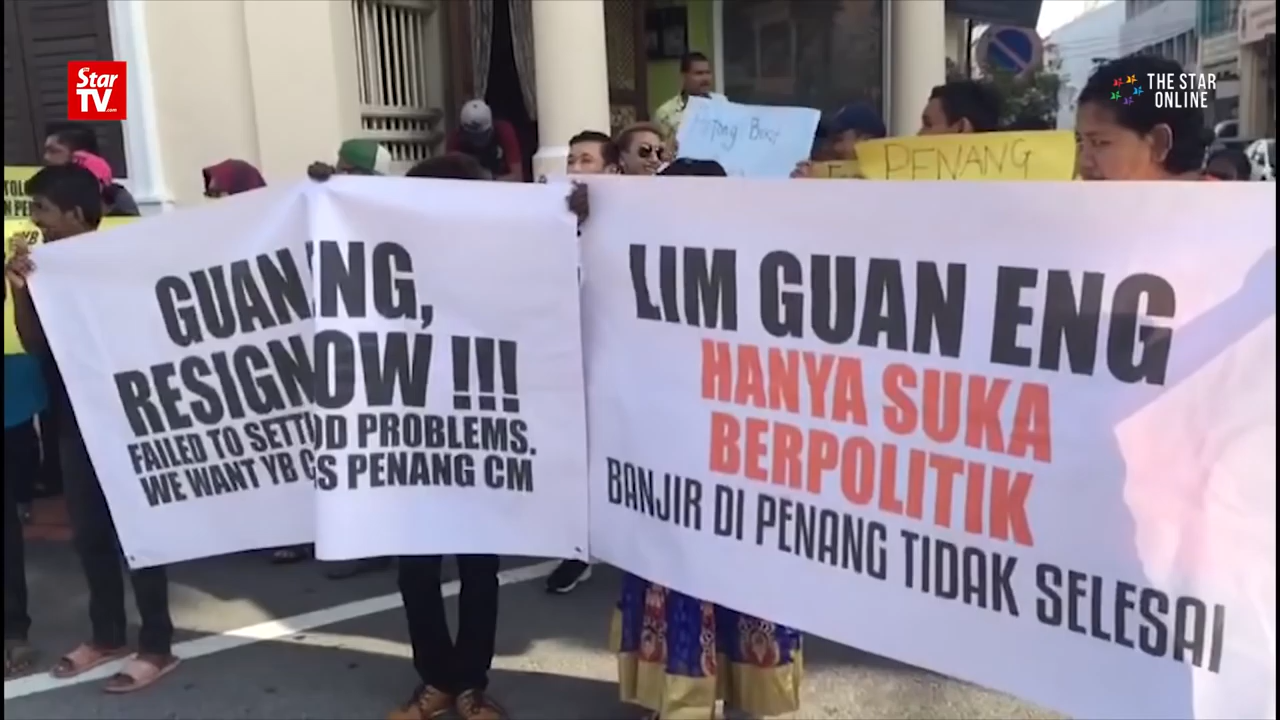 Star
TV.com
THE STAR
ONLINE
PENANG
GUAN ENG,
RESIGN NOW !!!
FAILED TO SETT OD PROBLEMS.
WE WANT YB C S PENANG CM
LIM GUAN ENG
HANYA SUKA
BERPOLITIK
BANJIR DI PENANG TIDAK SELESAI